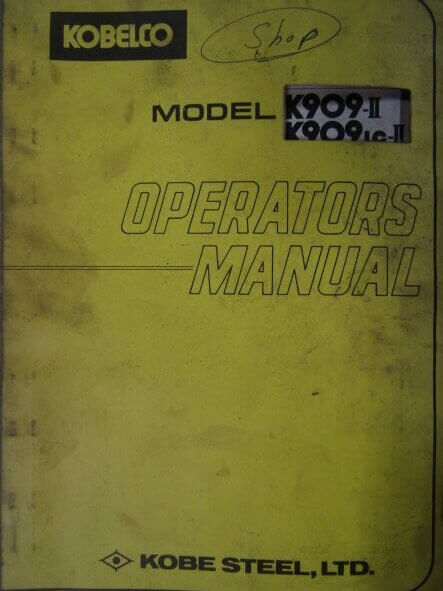 KOBELCO
Shop
MODEL K909-II
K909LC-II
OPERATORS
MANUAL
KOBE STEEL, LTD.